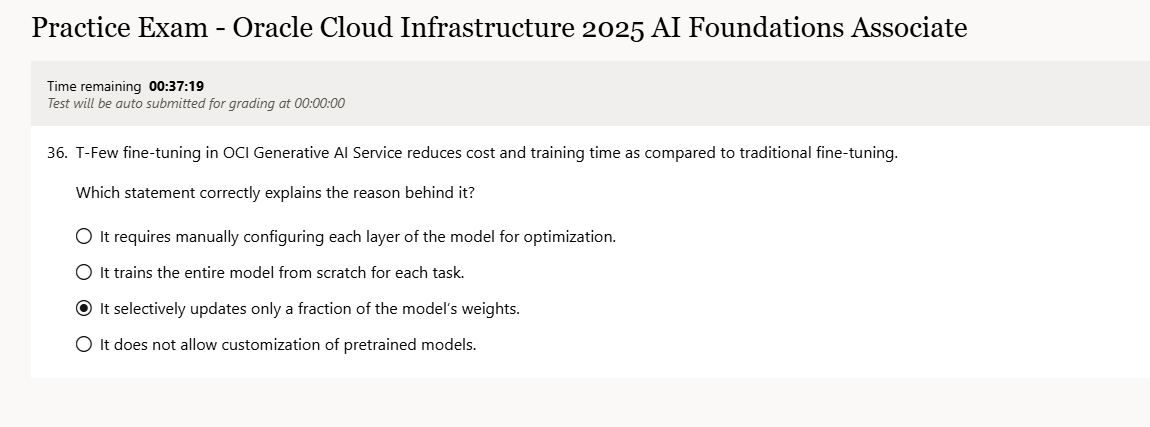 Practice Exam - Oracle Cloud Infrastructure 2025 AI Foundations Associate
Time remaining 00:37:19
Test will be auto submitted for grading at 00:00:00
36. T-Few fine-tuning in OCI Generative AI Service reduces cost and training time as compared to traditional fine-tuning.
Which statement correctly explains the reason behind it?
It requires manually configuring each layer of the model for optimization.
It trains the entire model from scratch for each task.
It selectively updates only a fraction of the model's weights.
It does not allow customization of pretrained models.